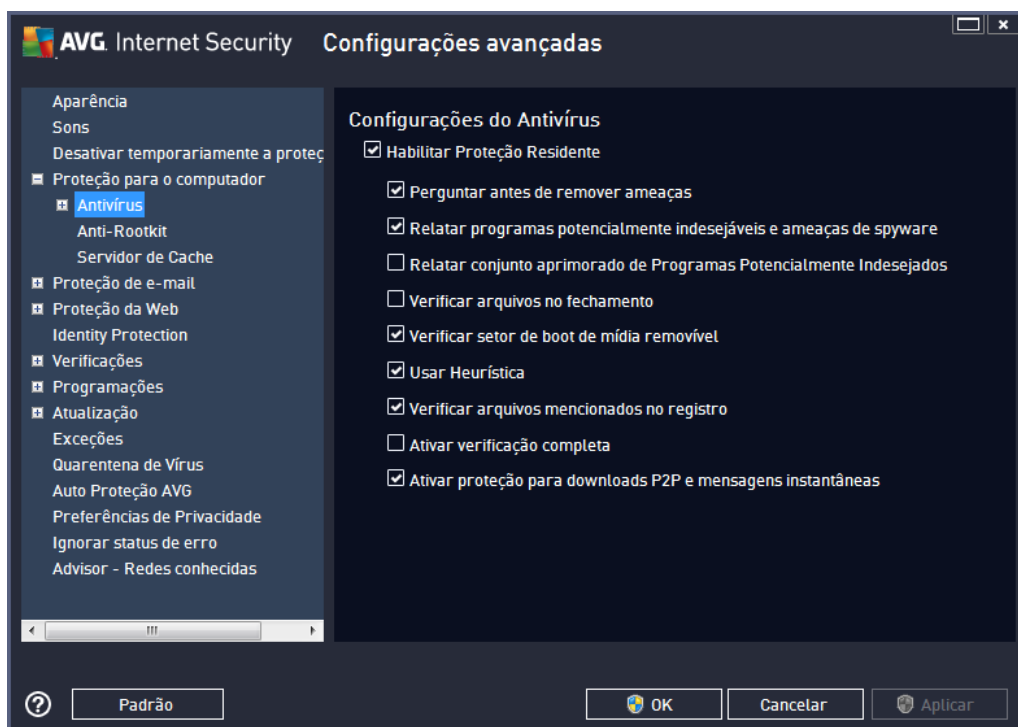 AVG. Internet Security Configurações avançadas
Aparência
Sons
Desativar temporariamente a proteç
Proteção para o computador
Antivírus
Anti-Rootkit
Servidor de Cache
Proteção de e-mail
Proteção da Web
Identity Protection
Verificações
Programações
Atualização
Exceções
Quarentena de Vírus
Auto Proteção AVG
Preferências de Privacidade
Ignorar status de erro
Advisor - Redes conhecidas
Configurações do Antivírus
Habilitar Proteção Residente
Perguntar antes de remover ameaças
Relatar programas potencialmente indesejáveis e ameaças de spyware
Relatar conjunto aprimorado de Programas Potencialmente Indesejados
Verificar arquivos no fechamento
Verificar setor de boot de mídia removível
Usar Heurística
Verificar arquivos mencionados no registro
Ativar verificação completa
Ativar proteção para downloads P2P e mensagens instantâneas
? Padrão OK Cancelar Aplicar